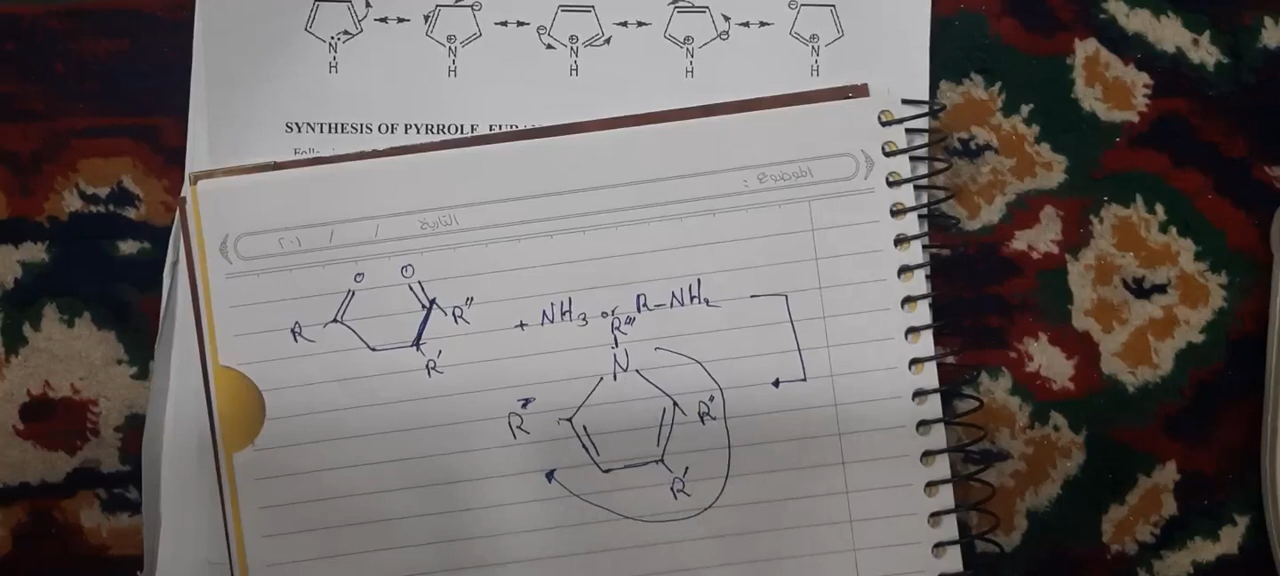 N N N N N
H H H H H
SYNTHESIS OF PYRROLE,
الموضوع :
التاريخ / / ٢٠١
O O
R R" + NH3 or R-NH2
R'
R'''
N
R R"
R'